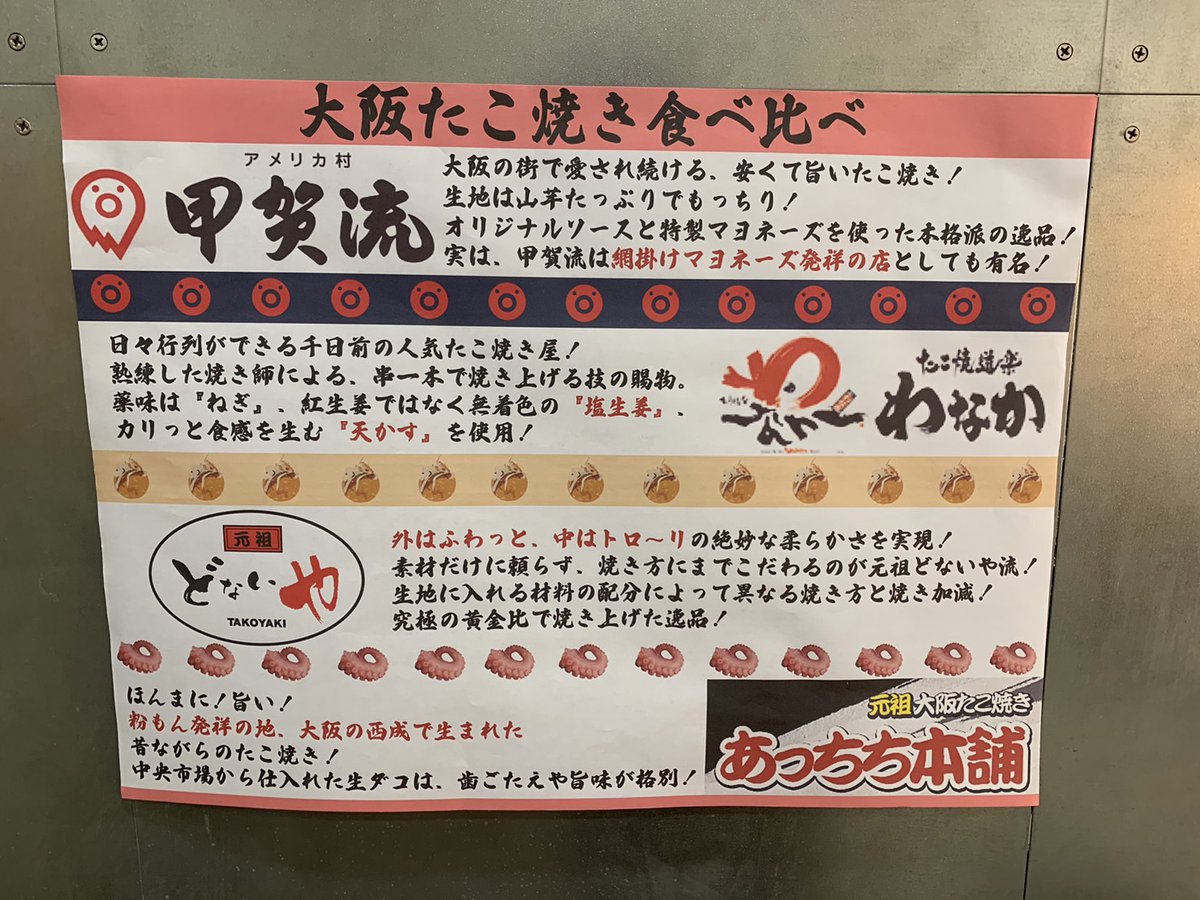 大阪たこ焼き食べ比べ
アメリカ村
甲賀流
大阪の街で愛され続ける、安くて旨いたこ焼き！
生地は山芋たっぷりでもっちり！
オリジナルソースと特製マヨネーズを使った本格派の逸品！
実は、甲賀流は網掛けマヨネーズ発祥の店としても有名！
日々行列ができる千日前の人気たこ焼き屋！
熟練した焼き師による、串一本で焼き上げる技の賜物。
薬味は『ねぎ』、紅生姜ではなく無着色の『塩生姜』、
カリっと食感を生む『天かす』を使用！
たこ焼道楽
わなか
元祖
どないや
TAKOYAKI
外はふわっと、中はトロ～リの絶妙な柔らかさを実現！
素材だけに頼らず、焼き方にまでこだわるのが元祖どないや流！
生地に入れる材料の配分によって異なる焼き方と焼き加減！
究極の黄金比で焼き上げた逸品！
ほんまに！旨い！
粉もん発祥の地、大阪の西成で生まれた
昔ながらのたこ焼き！
中央市場から仕入れた生ダコは、歯ごたえや旨味が格別！
元祖大阪たこ焼き
あっちち本舗